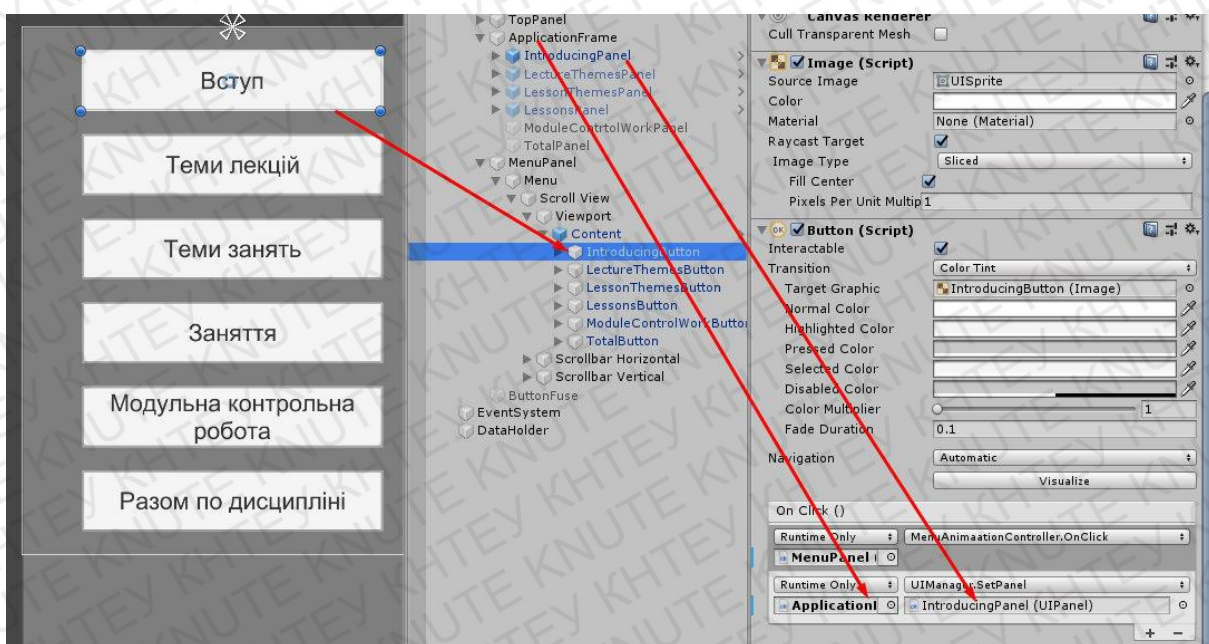 Вступ
Теми лекцій
Теми занять
Заняття
Модульна контрольна
робота
Разом по дисципліні
TopPanel
ApplicationFrame
IntroducingPanel
LectureThemesPanel
LessonThemesPanel
LessonsPanel
ModuleContrtolWorkPanel
TotalPanel
MenuPanel
Menu
Scroll View
Viewport
Content
IntroducingButton
LectureThemesButton
LessonThemesButton
LessonsButton
ModuleControlWorkButto
TotalButton
Scrollbar Horizontal
Scrollbar Vertical
ButtonFuse
EventSystem
DataHolder
Canvas Renderer
Cull Transparent Mesh
Image (Script)
Source Image UISprite
Color
Material None (Material)
Raycast Target
Image Type Sliced
Fill Center
Pixels Per Unit Multip 1
OK Button (Script)
Interactable
Transition Color Tint
Target Graphic IntroducingButton (Image)
Normal Color
Highlighted Color
Pressed Color
Selected Color
Disabled Color
Color Multiplier 1
Fade Duration 0.1
Navigation Automatic
Visualize
On Click ()
Runtime Only MenuAnimaationController.OnClick
MenuPanel (
Runtime Only UIManager.SetPanel
Application IntroducingPanel (UIPanel)
+ -
KNUTE KHTEУ